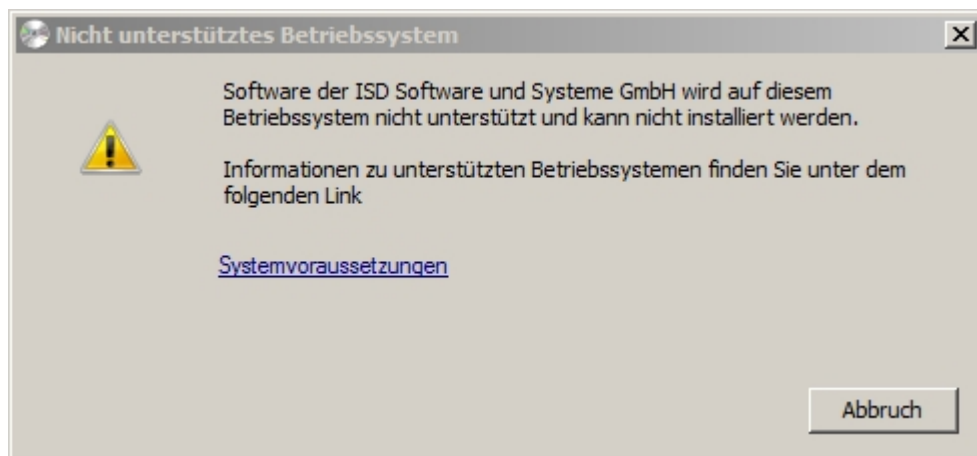 Nicht unterstütztes Betriebssystem
Software der ISD Software und Systeme GmbH wird auf diesem
Betriebssystem nicht unterstützt und kann nicht installiert werden.
Informationen zu unterstützten Betriebssystemen finden Sie unter dem
folgenden Link
Systemvoraussetzungen
Abbruch